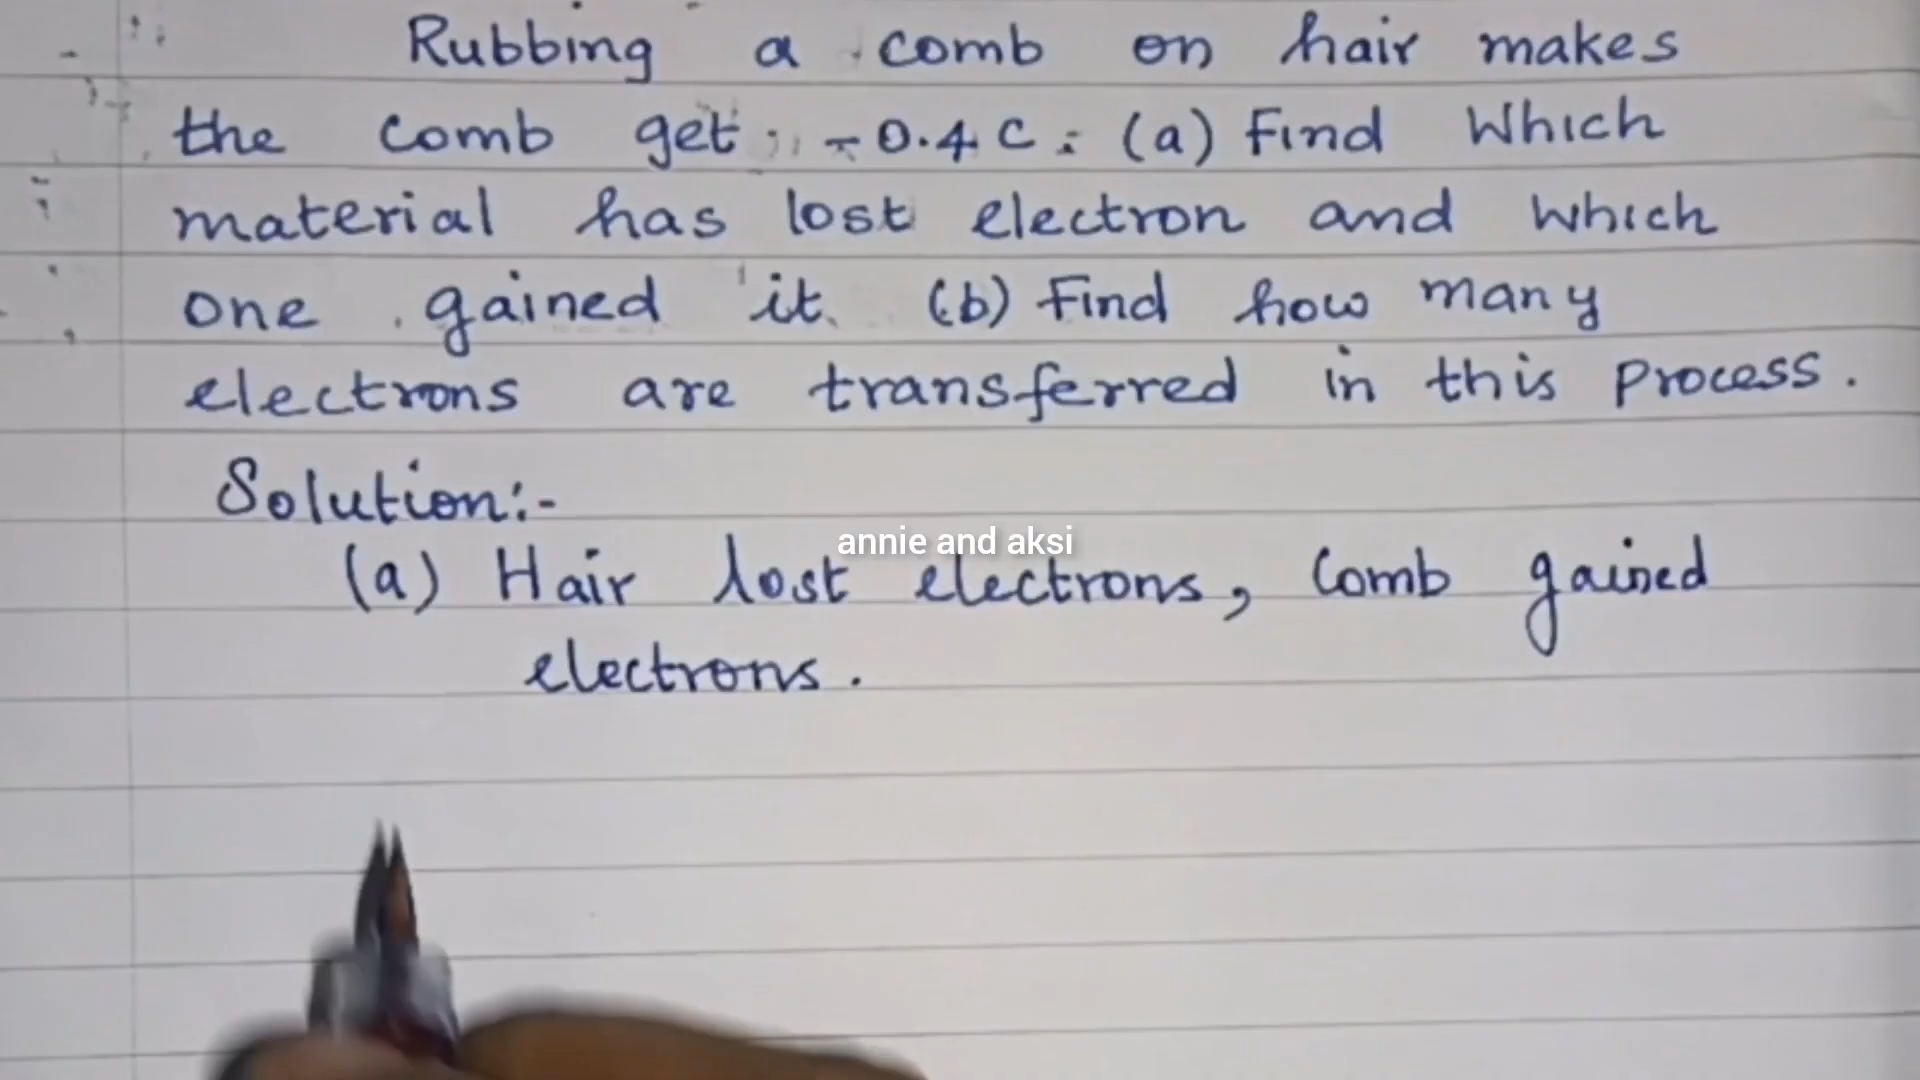 Rubbing a comb on hair makes
the comb get -0.4 C. (a) Find Which
material has lost electron and which
one gained it. (b) Find how many
electrons are transferred in this process.
Solution:-
annie and aksi
(a) Hair lost electrons, Comb gained
electrons.